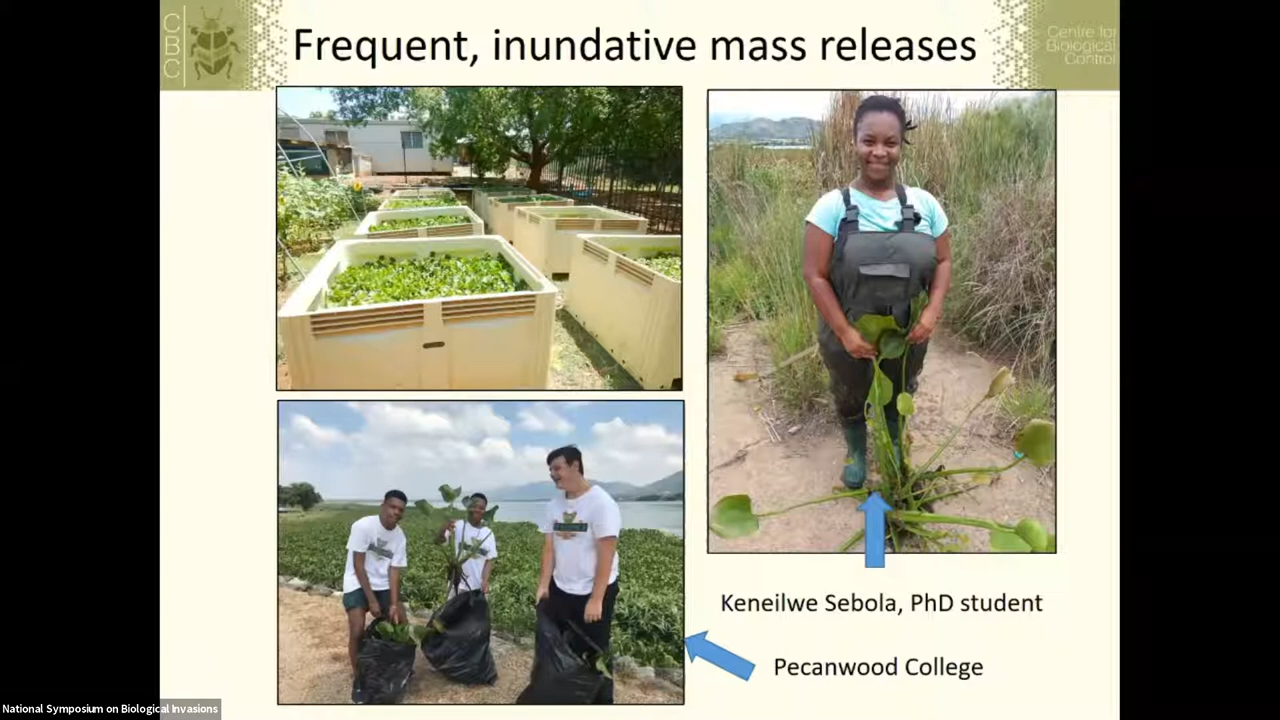 C
B
C
Frequent, inundative mass releases
Centre for
Biological
Control
Keneilwe Sebola, PhD student
Pecanwood College
National Symposium on Biological Invasions